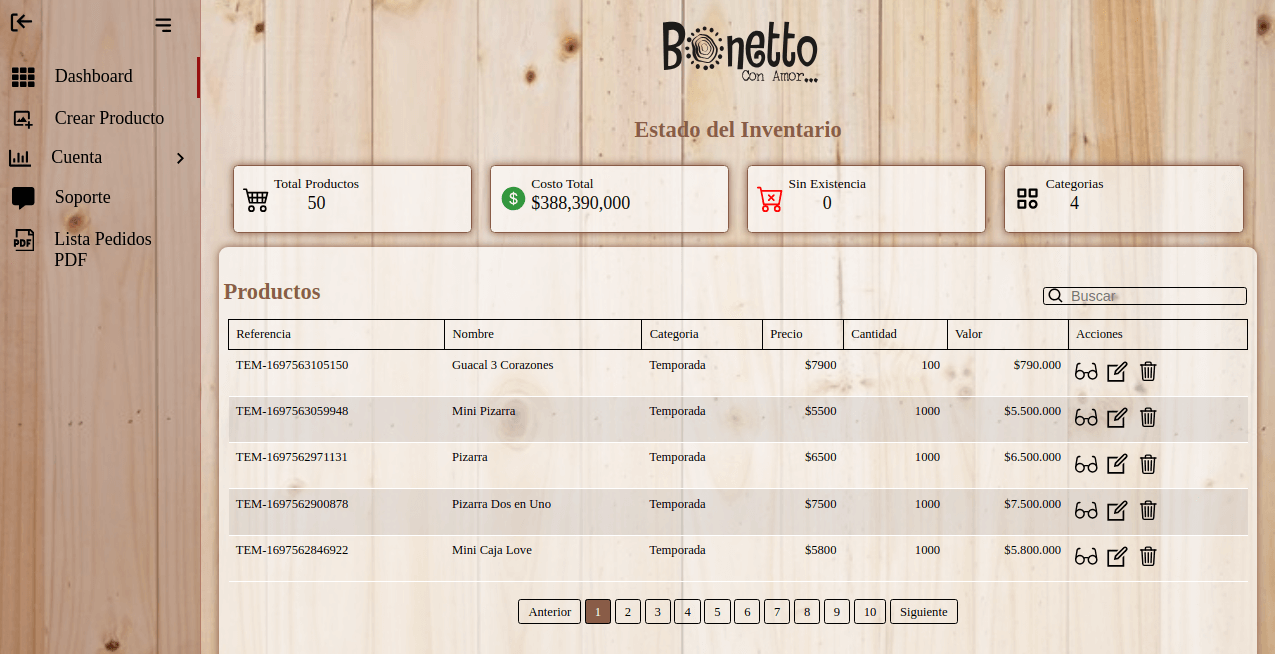 Dashboard
Crear Producto
Cuenta
Soporte
PDF
Lista Pedidos
PDF
Bonetto
Con Amor...
Estado del Inventario
Total Productos
50
$
Costo Total
$388,390,000
Sin Existencia
0
Categorias
4
Productos
Buscar
Referencia Nombre Categoria Precio Cantidad Valor Acciones
TEM-1697563105150 Guacal 3 Corazones Temporada $7900 100 $790.000
TEM-1697563059948 Mini Pizarra Temporada $5500 1000 $5.500.000
TEM-1697562971131 Pizarra Temporada $6500 1000 $6.500.000
TEM-1697562900878 Pizarra Dos en Uno Temporada $7500 1000 $7.500.000
TEM-1697562846922 Mini Caja Love Temporada $5800 1000 $5.800.000
Anterior 1 2 3 4 5 6 7 8 9 10 Siguiente